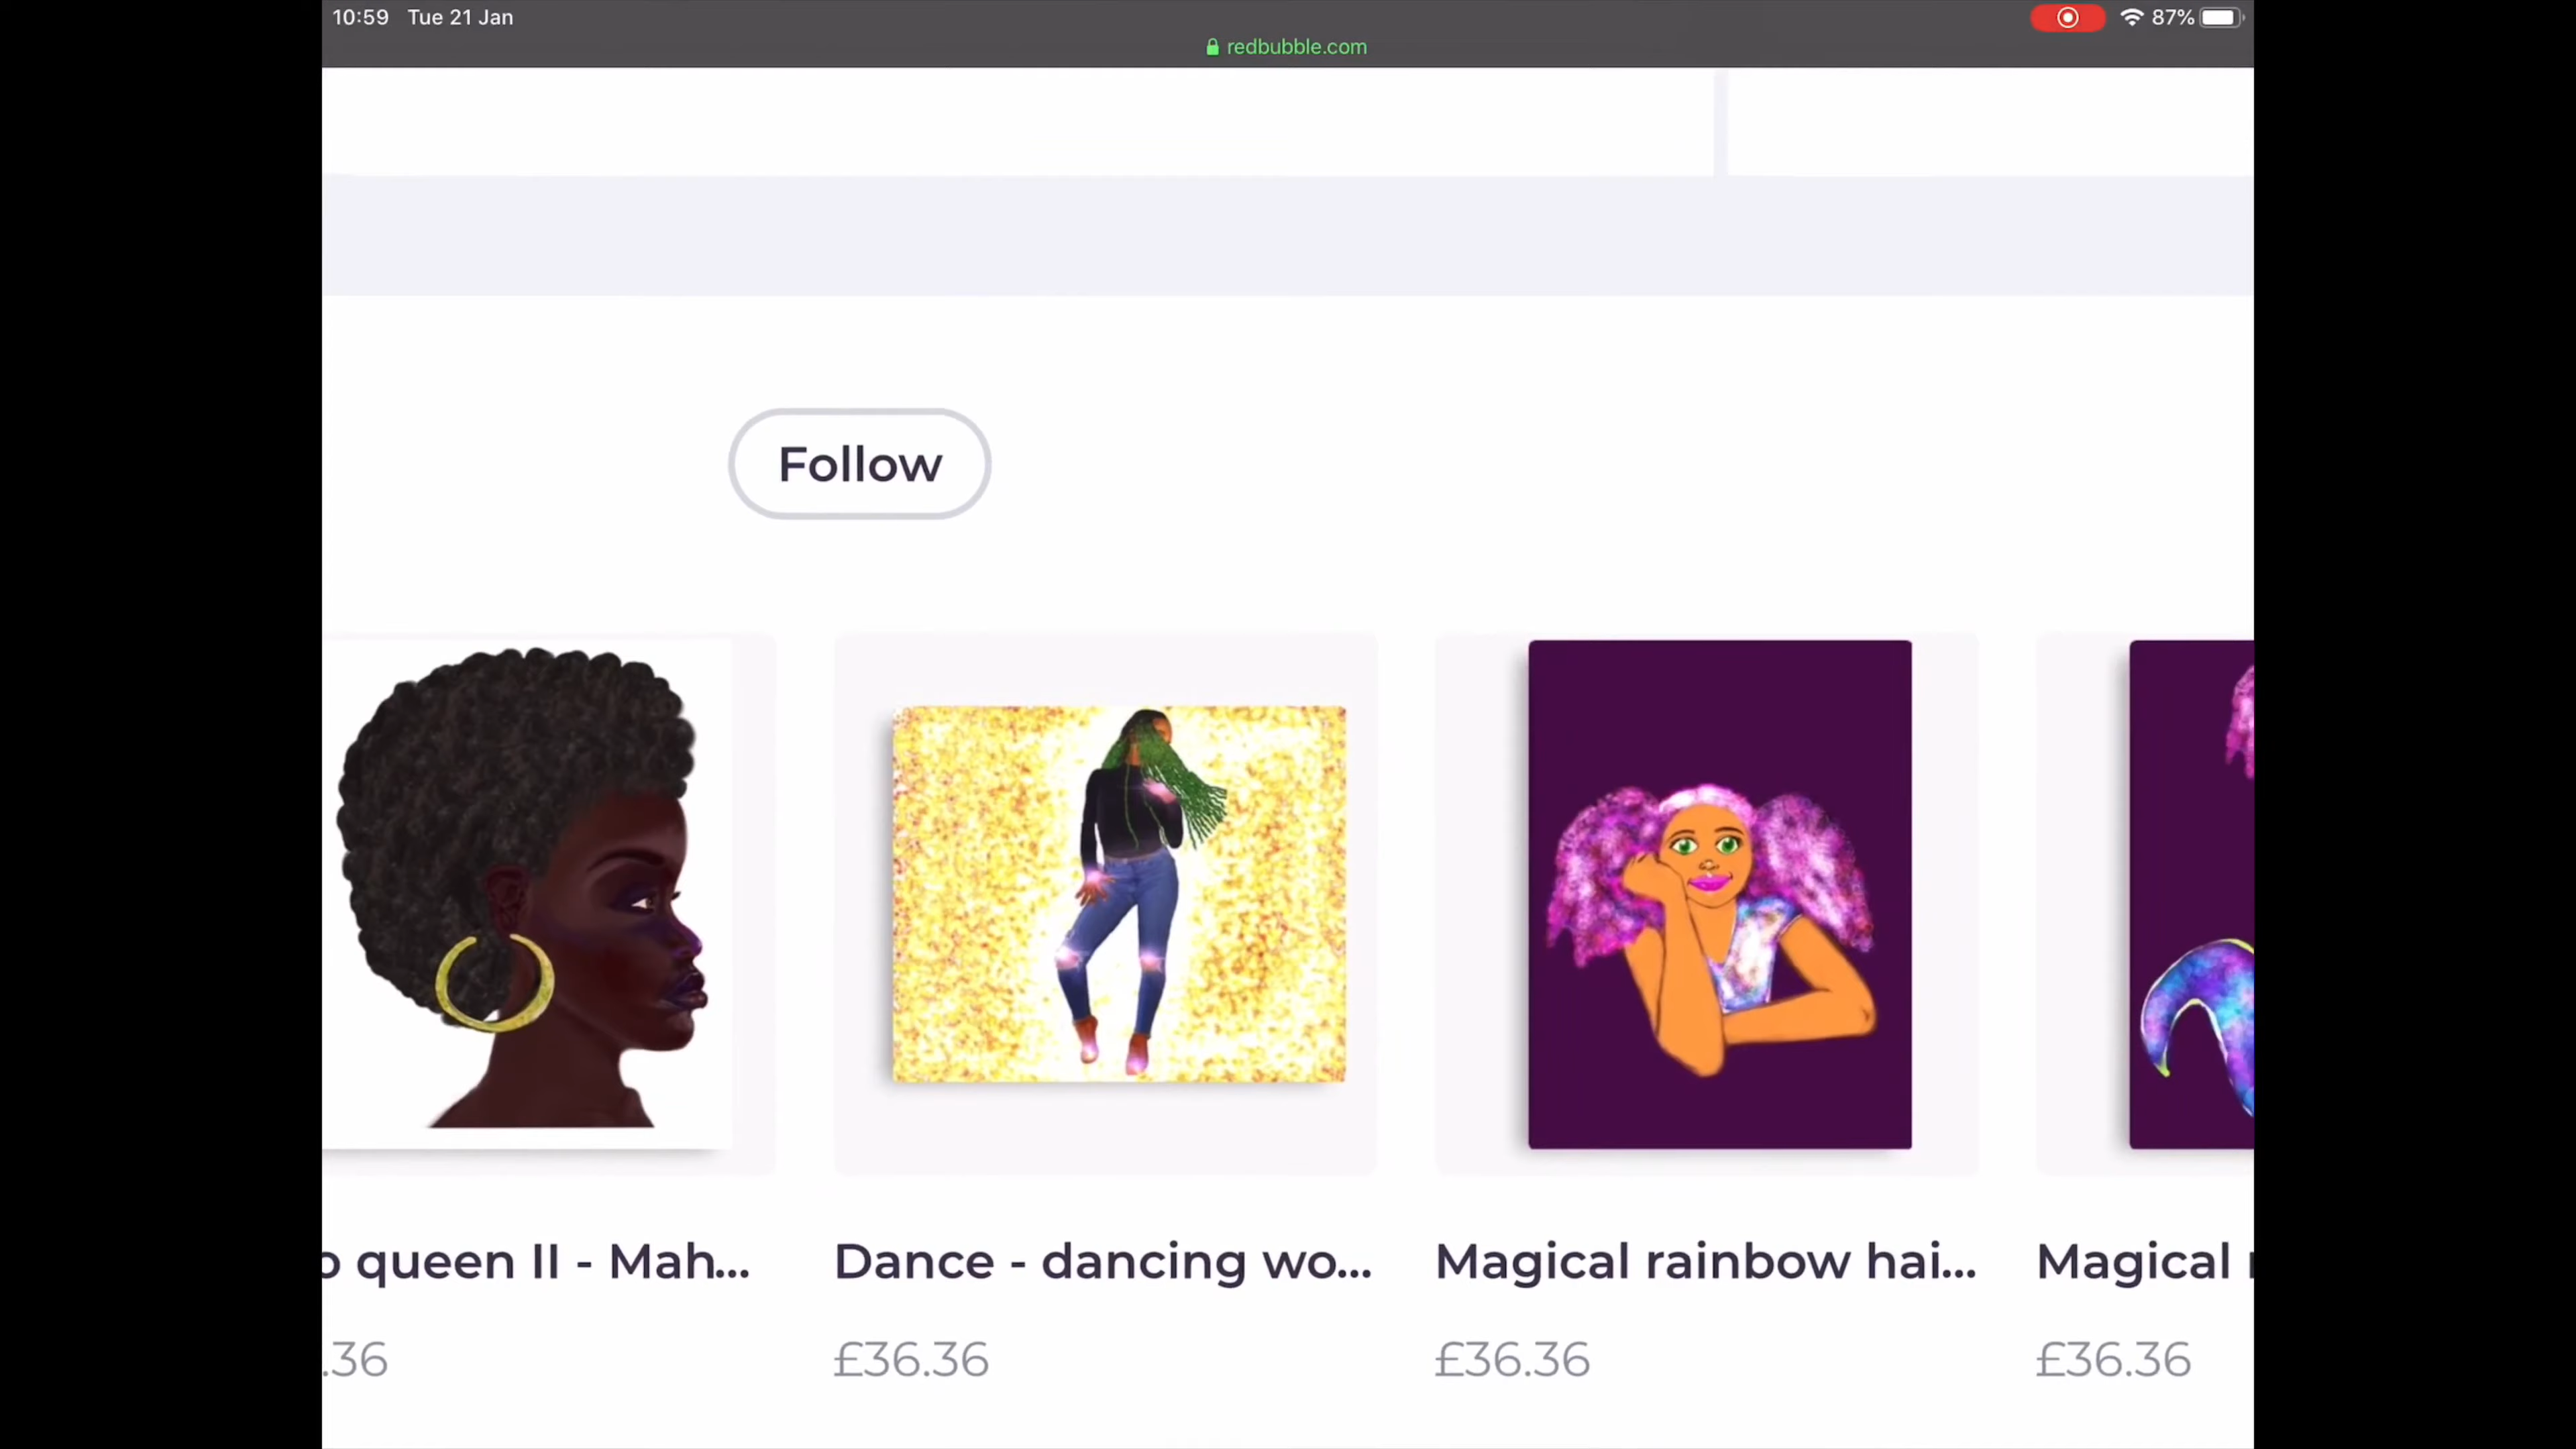 10:59 Tue 21 Jan
87%
redbubble.com
Follow
o queen II - Mah...
Dance - dancing wo...
Magical rainbow hai...
Magical
.36
£36.36
£36.36
£36.36